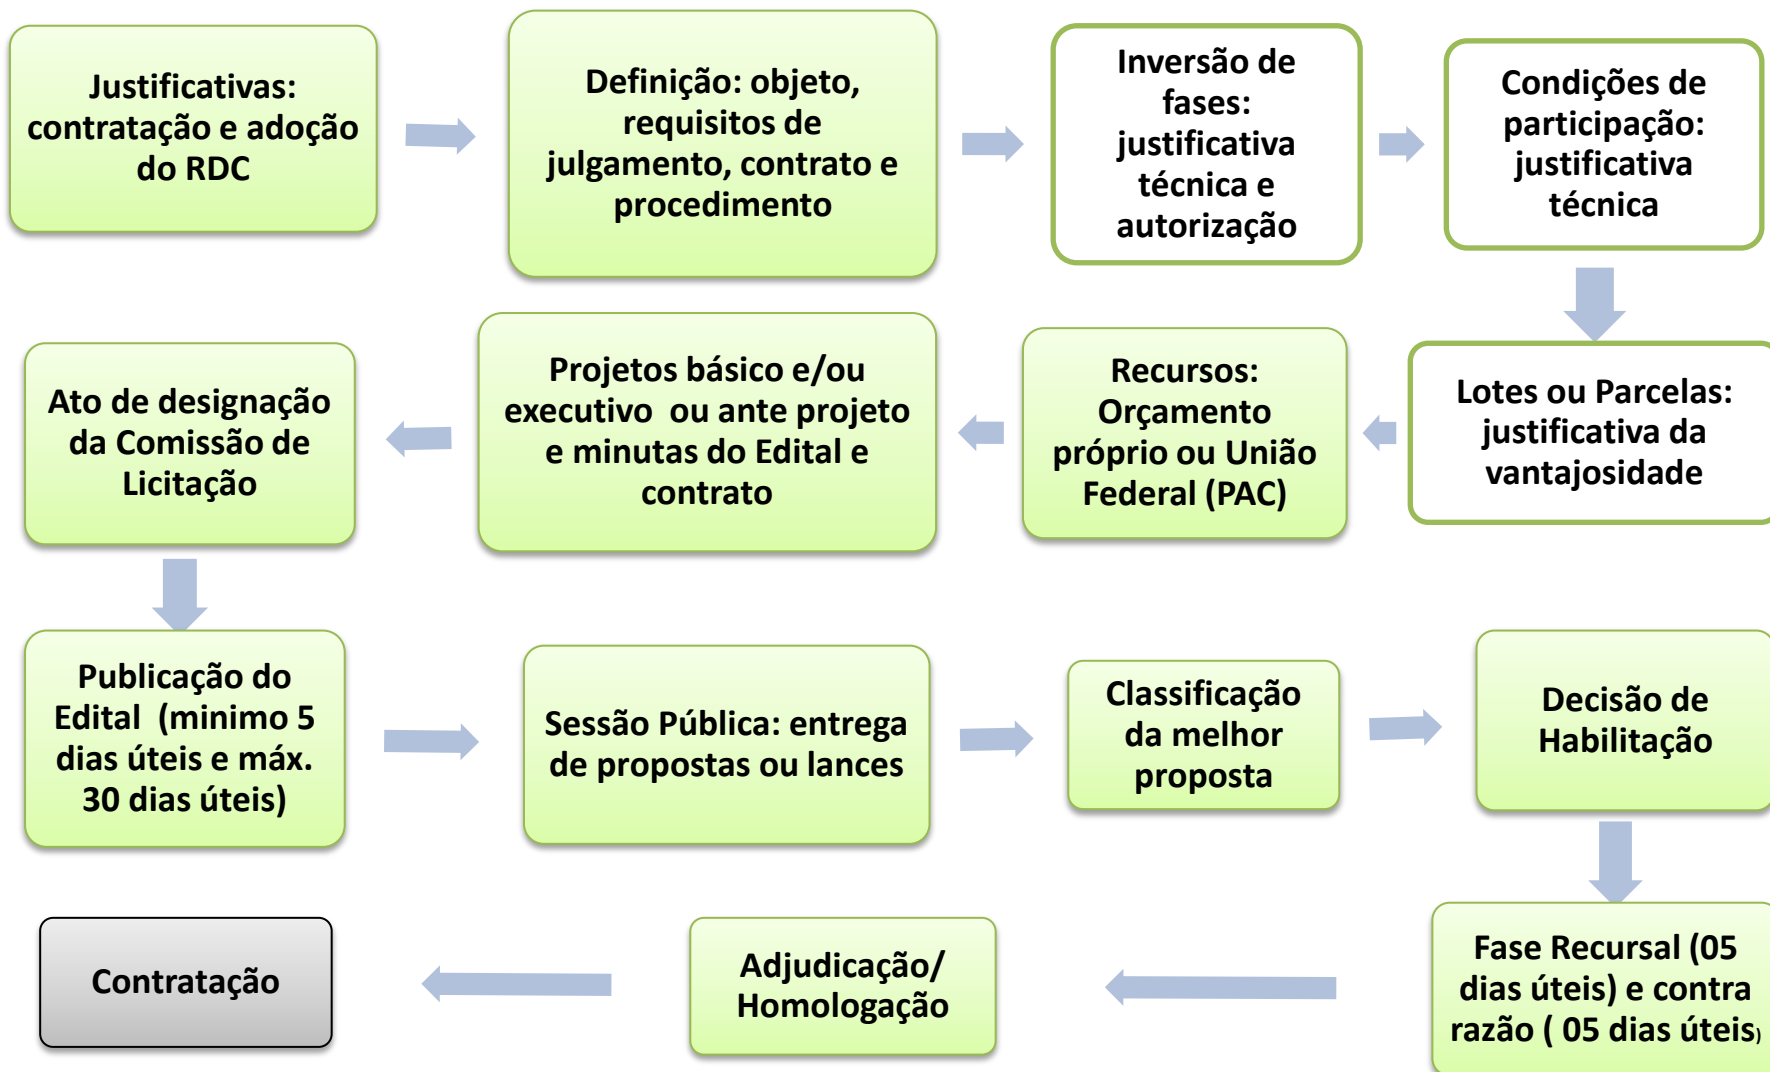 Justificativas:
contratação e adoção
do RDC
Definição: objeto,
requisitos de
julgamento, contrato e
procedimento
Inversão de
fases:
justificativa
técnica e
autorização
Condições de
participação:
justificativa
técnica
Lotes ou Parcelas:
justificativa da
vantajosidade
Recursos:
Orçamento
próprio ou União
Federal (PAC)
Projetos básico e/ou
executivo  ou ante projeto
e minutas do Edital e
contrato
Ato de designação
da Comissão de
Licitação
Publicação do
Edital  (minimo 5
dias úteis e máx.
30 dias úteis)
Sessão Pública: entrega
de propostas ou lances
Classificação
da melhor
proposta
Decisão de
Habilitação
Fase Recursal (05
dias úteis) e contra
razão ( 05 dias úteis)
Adjudicação/
Homologação
Contratação